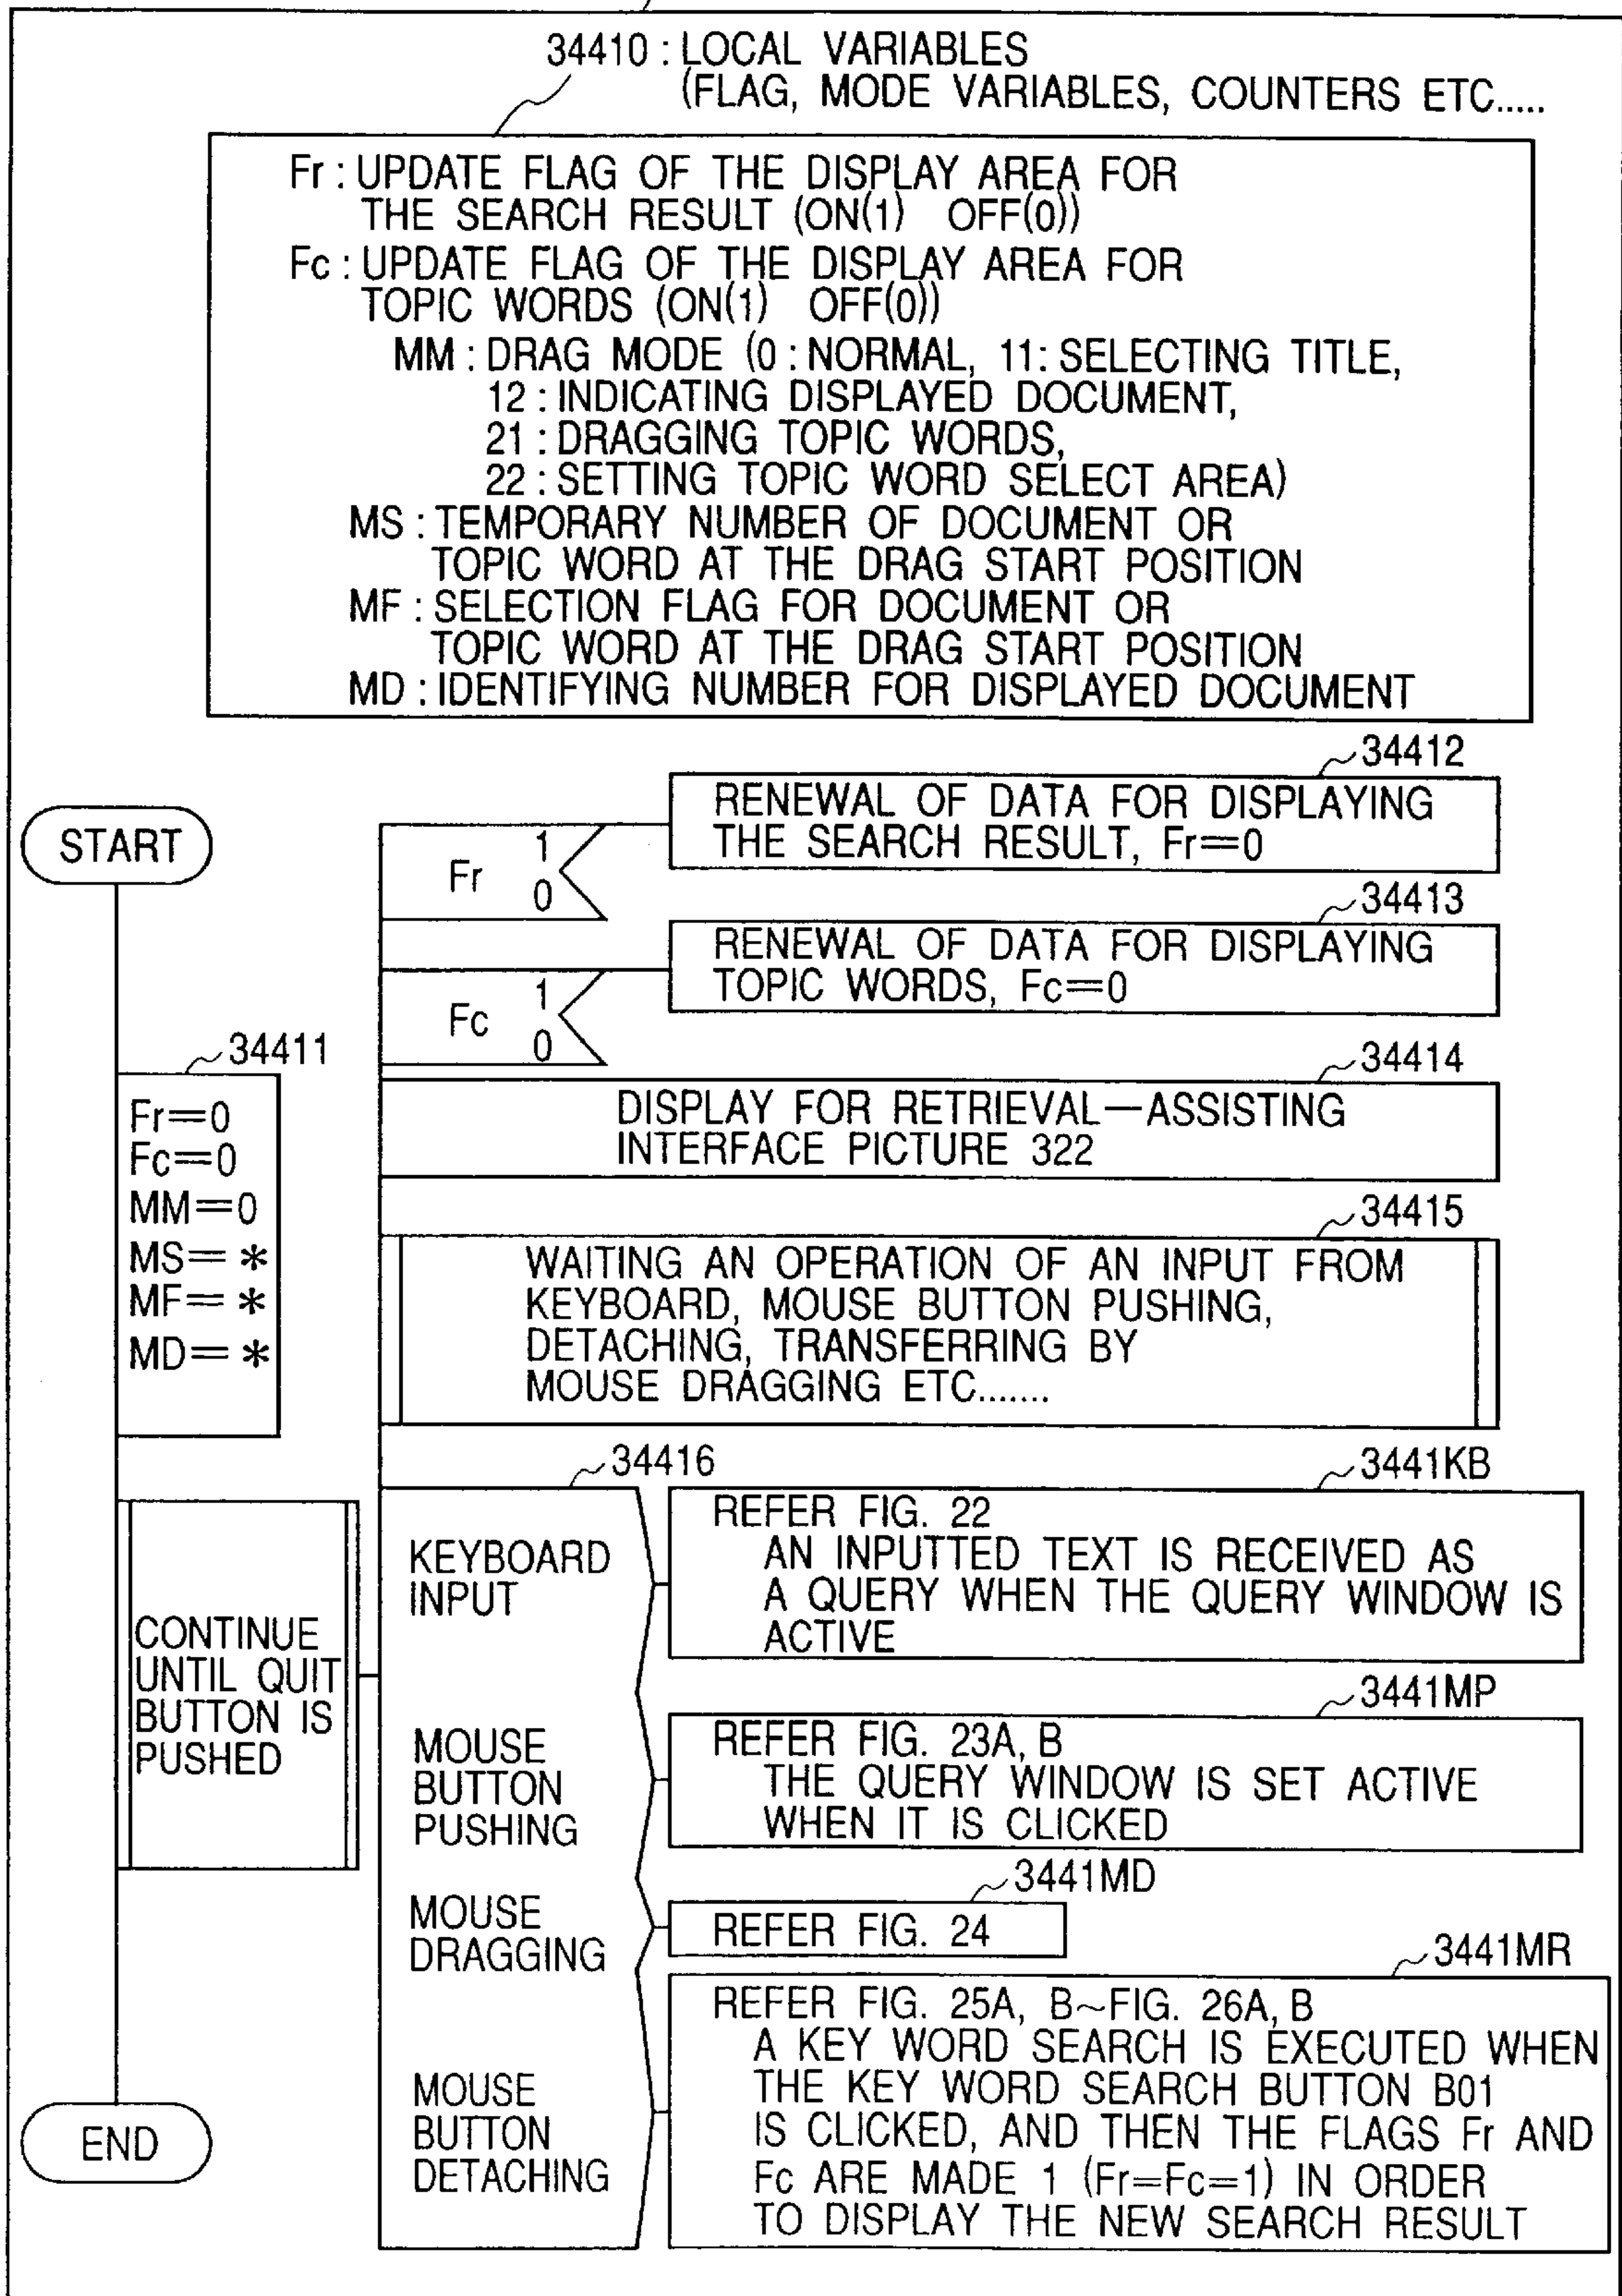 34410 : LOCAL VARIABLES
(FLAG, MODE VARIABLES, COUNTERS ETC.....
Fr : UPDATE FLAG OF THE DISPLAY AREA FOR
THE SEARCH RESULT (ON(1) OFF(0))
Fc : UPDATE FLAG OF THE DISPLAY AREA FOR
TOPIC WORDS (ON(1) OFF(0))
MM : DRAG MODE (0 : NORMAL, 11: SELECTING TITLE,
12 : INDICATING DISPLAYED DOCUMENT,
21 : DRAGGING TOPIC WORDS,
22 : SETTING TOPIC WORD SELECT AREA)
MS : TEMPORARY NUMBER OF DOCUMENT OR
TOPIC WORD AT THE DRAG START POSITION
MF : SELECTION FLAG FOR DOCUMENT OR
TOPIC WORD AT THE DRAG START POSITION
MD : IDENTIFYING NUMBER FOR DISPLAYED DOCUMENT
START
34411
Fr=0
Fc=0
MM=0
MS= *
MF= *
MD= *
CONTINUE
UNTIL QUIT
BUTTON IS
PUSHED
END
Fr 1
0
34412
RENEWAL OF DATA FOR DISPLAYING
THE SEARCH RESULT, Fr=0
Fc 1
0
34413
RENEWAL OF DATA FOR DISPLAYING
TOPIC WORDS, Fc=0
34414
DISPLAY FOR RETRIEVAL—ASSISTING
INTERFACE PICTURE 322
34415
WAITING AN OPERATION OF AN INPUT FROM
KEYBOARD, MOUSE BUTTON PUSHING,
DETACHING, TRANSFERRING BY
MOUSE DRAGGING ETC.......
34416
KEYBOARD
INPUT
3441KB
REFER FIG. 22
AN INPUTTED TEXT IS RECEIVED AS
A QUERY WHEN THE QUERY WINDOW IS
ACTIVE
MOUSE
BUTTON
PUSHING
3441MP
REFER FIG. 23A, B
THE QUERY WINDOW IS SET ACTIVE
WHEN IT IS CLICKED
MOUSE
DRAGGING
3441MD
REFER FIG. 24
MOUSE
BUTTON
DETACHING
3441MR
REFER FIG. 25A, B~FIG. 26A, B
A KEY WORD SEARCH IS EXECUTED WHEN
THE KEY WORD SEARCH BUTTON B01
IS CLICKED, AND THEN THE FLAGS Fr AND
Fc ARE MADE 1 (Fr=Fc=1) IN ORDER
TO DISPLAY THE NEW SEARCH RESULT